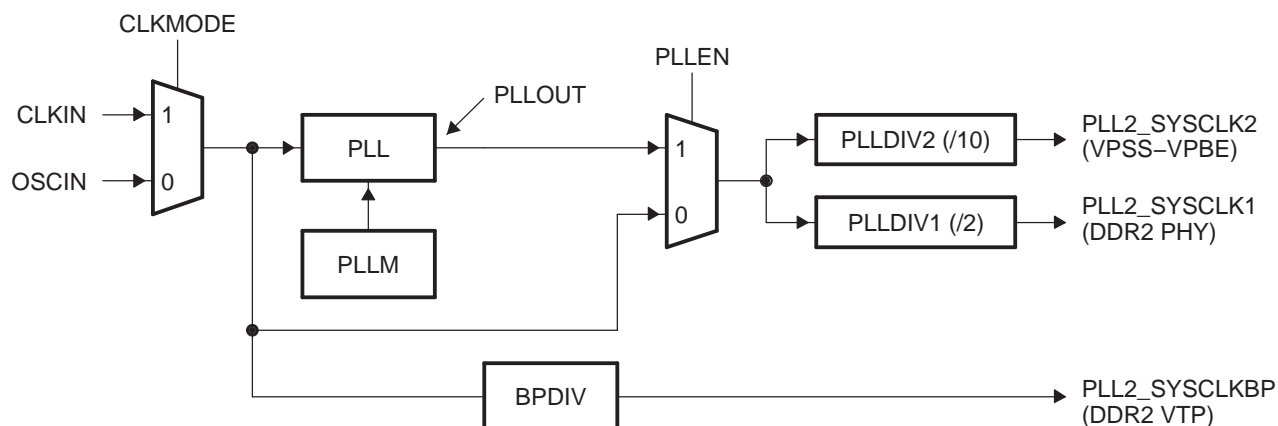 CLKMODE
CLKIN
OSCIN
1
0
PLL
PLLM
PLLOUT
PLLEN
1
0
PLLDIV2 (/10)
PLLDIV1 (/2)
BPDIV
PLL2_SYSCLK2
(VPSS–VPBE)
PLL2_SYSCLK1
(DDR2 PHY)
PLL2_SYSCLKBP
(DDR2 VTP)